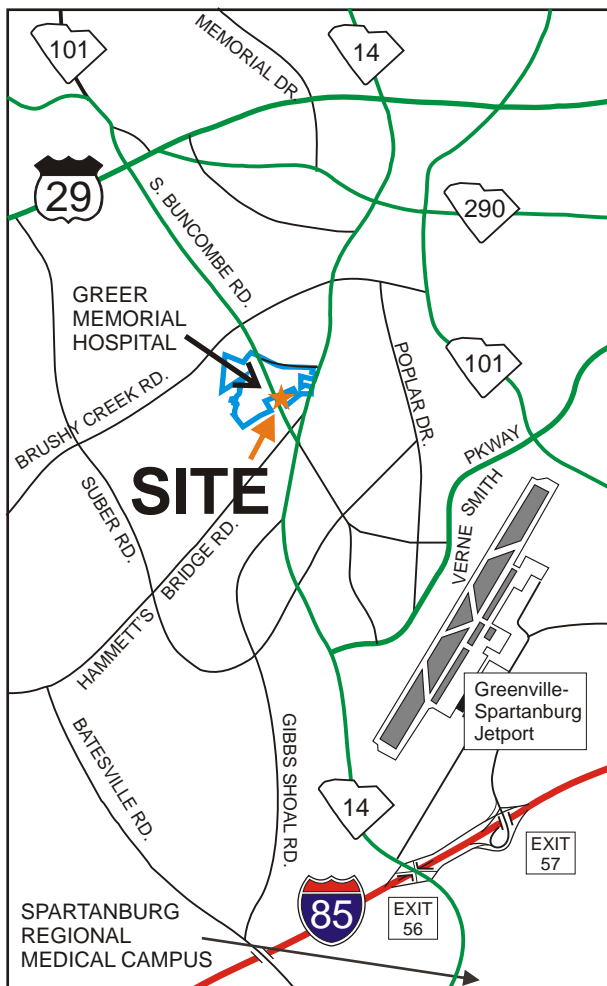 101
14
MEMORIAL DR.
29
290
S. BUNCOMBE RD.
GREER
MEMORIAL
HOSPITAL
101
POPLAR DR.
BRUSHY CREEK RD.
PKWAY
VERNE SMITH
SITE
SUBER RD.
HAMMETT'S BRIDGE RD.
Greenville-
Spartanburg
Jetport
BATESVILLE RD.
GIBBS SHOAL RD.
14
EXIT
57
85
EXIT
56
SPARTANBURG
REGIONAL
MEDICAL CAMPUS